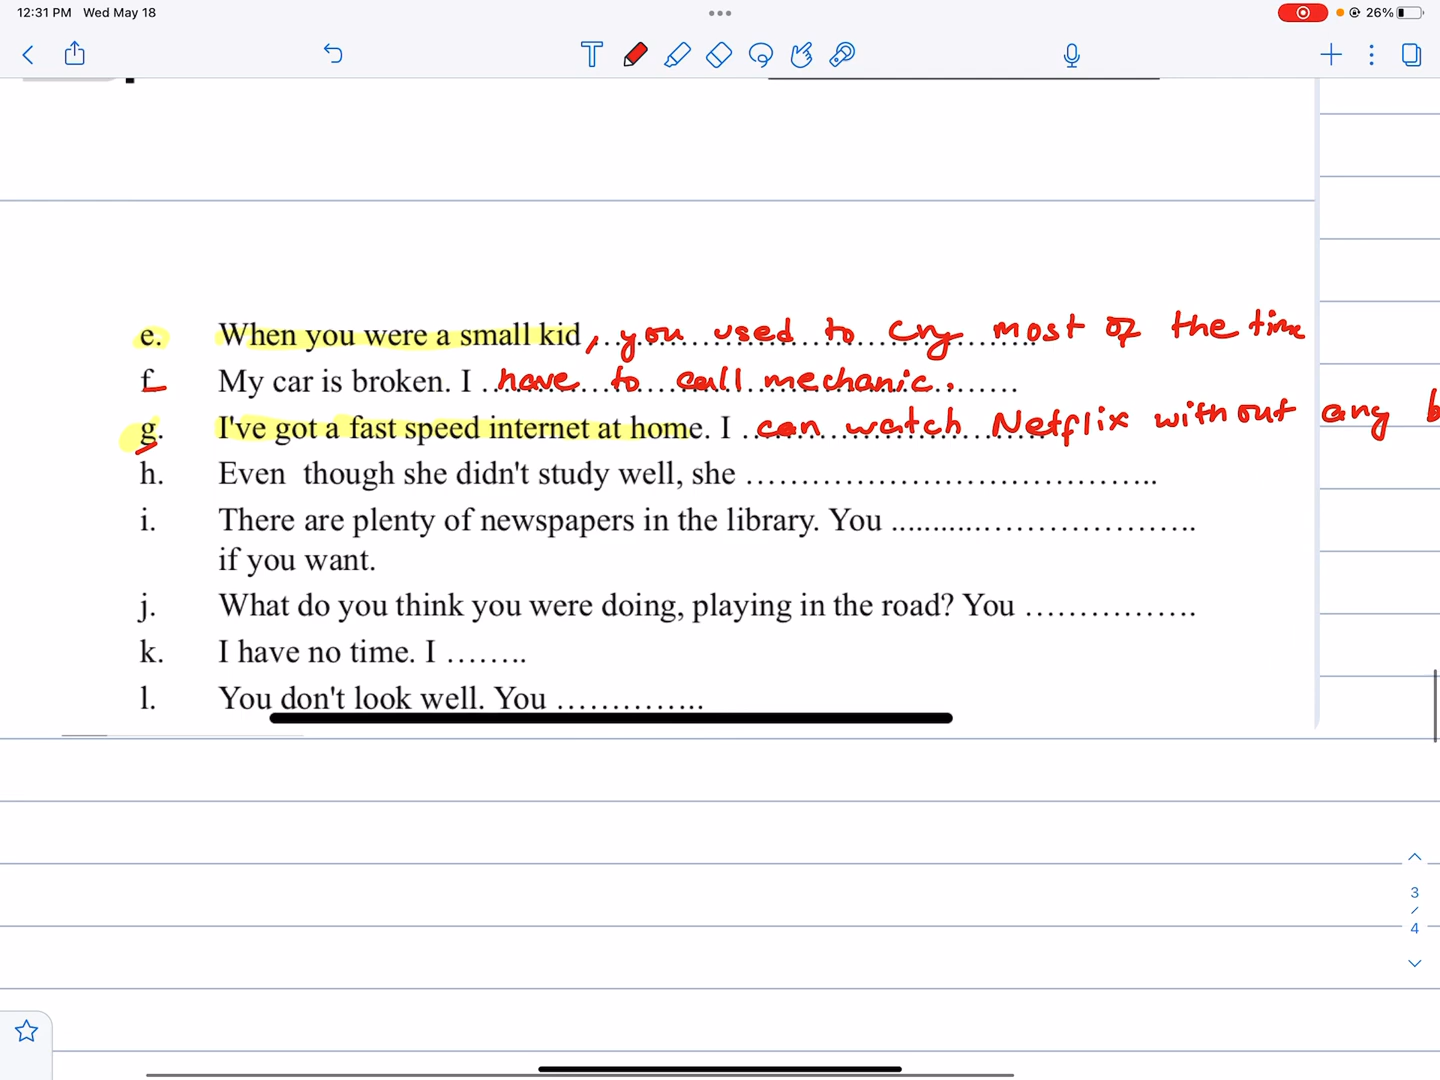 12:31 PM Wed May 18
26%
e. When you were a small kid, you used to cry most of the time
f. My car is broken. I have to call mechanic.
g. I've got a fast speed internet at home. I can watch Netflix without any b
h. Even though she didn't study well, she ……………………………………..
i. There are plenty of newspapers in the library. You ...........………………….
if you want.
j. What do you think you were doing, playing in the road? You …………….
k. I have no time. I ……..
l. You don't look well. You …………..
3
/
4